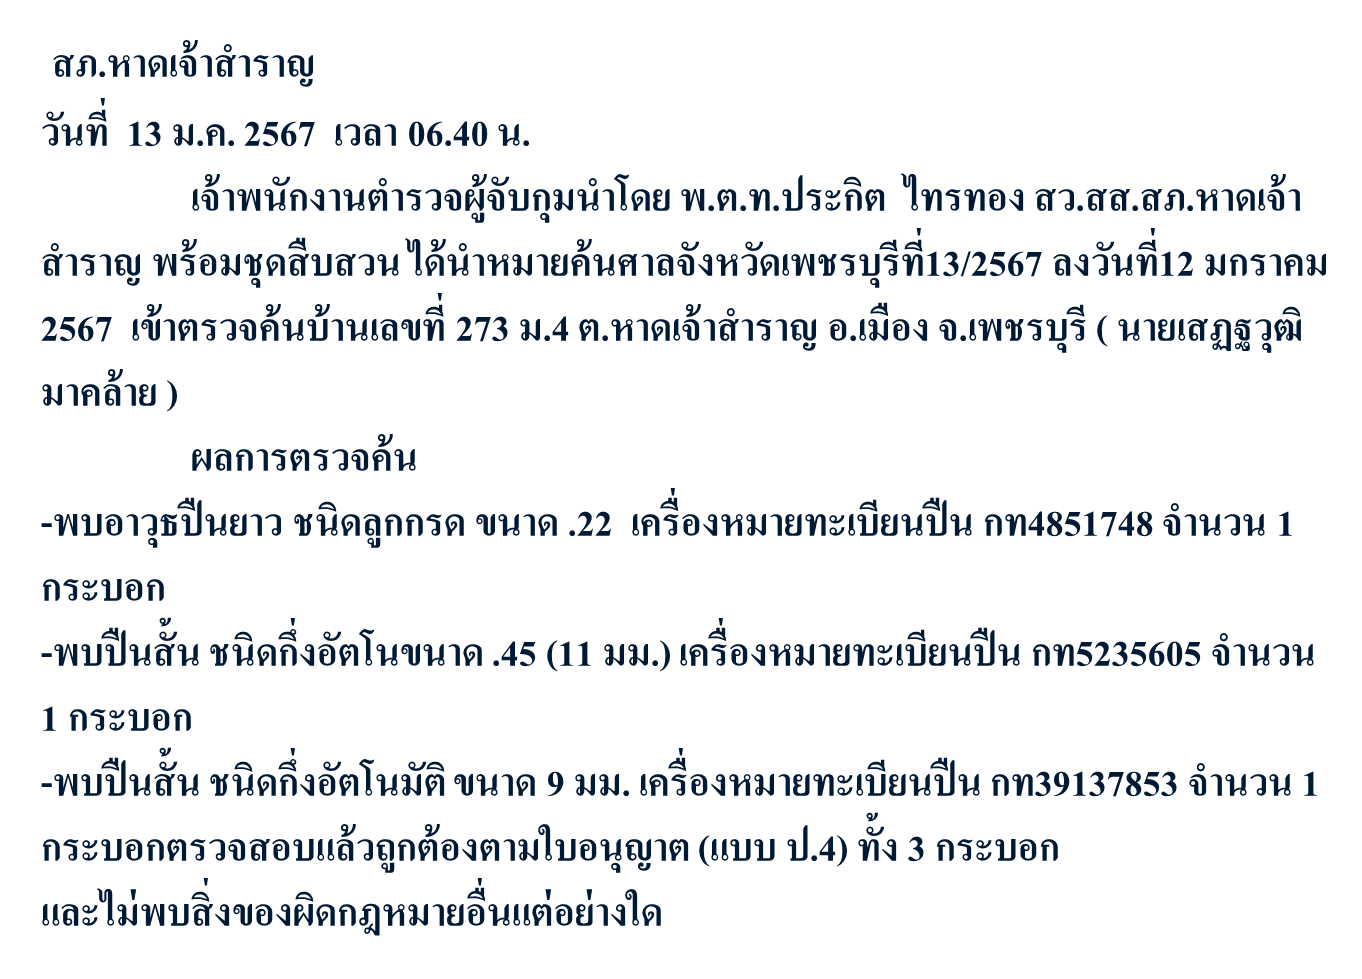 สภ.หาดเจ้าสำราญ
วันที่  13 ม.ค. 2567  เวลา 06.40 น.
เจ้าพนักงานตำรวจผู้จับกุมนำโดย พ.ต.ท.ประกิต  ไทรทอง สว.สส.สภ.หาดเจ้า
สำราญ พร้อมชุดสืบสวน ได้นำหมายค้นศาลจังหวัดเพชรบุรีที่13/2567 ลงวันที่12 มกราคม
2567  เข้าตรวจค้นบ้านเลขที่ 273 ม.4 ต.หาดเจ้าสำราญ อ.เมือง จ.เพชรบุรี ( นายเสฏฐวุฒิ
มาคล้าย )
ผลการตรวจค้น
-พบอาวุธปืนยาว ชนิดลูกกรด ขนาด .22  เครื่องหมายทะเบียนปืน กท4851748 จำนวน 1
กระบอก
-พบปืนสั้น ชนิดกึ่งอัตโนขนาด .45 (11 มม.) เครื่องหมายทะเบียนปืน กท5235605 จำนวน
1 กระบอก
-พบปืนสั้น ชนิดกึ่งอัตโนมัติ ขนาด 9 มม. เครื่องหมายทะเบียนปืน กท39137853 จำนวน 1
กระบอกตรวจสอบแล้วถูกต้องตามใบอนุญาต (แบบ ป.4) ทั้ง 3 กระบอก
และไม่พบสิ่งของผิดกฎหมายอื่นแต่อย่างใด